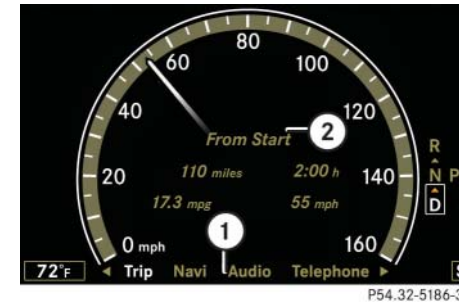 80
60
100
40
120
From Start
2
R
110 miles
2:00 h
20
140
N P
17.3 mpg
55 mph
D
1
0 mph
160
72°F
Trip Navi Audio Telephone
P54.32-5186-3